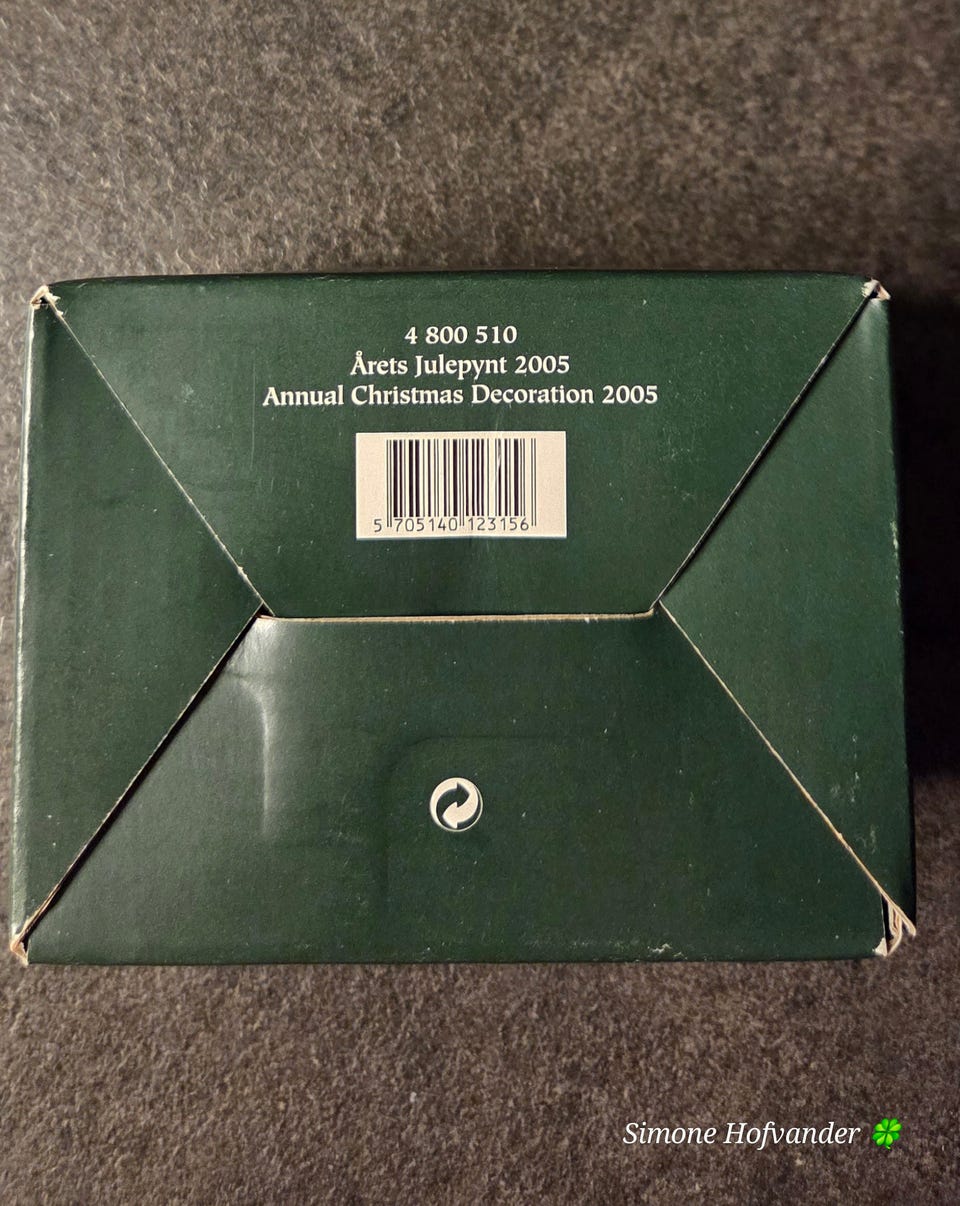 4 800 510
Årets Julepynt 2005
Annual Christmas Decoration 2005
5 705140 123156
Simone Hofvander 🍀